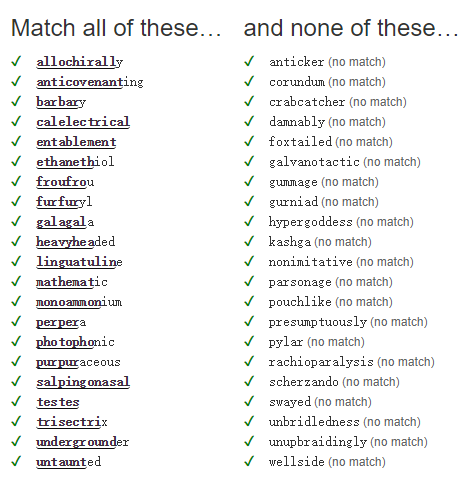 Match all of these… and none of these…
✓ allochirally ✓ anticker (no match)
✓ anticovenanting ✓ corundum (no match)
✓ barbary ✓ crabcatcher (no match)
✓ calelectrical ✓ damnably (no match)
✓ entablement ✓ foxtailed (no match)
✓ ethanethiol ✓ galvanotactic (no match)
✓ froufrou ✓ gummage (no match)
✓ furfuryl ✓ gurniad (no match)
✓ galagala ✓ hypergoddess (no match)
✓ heavyheaded ✓ kashga (no match)
✓ linguatuline ✓ nonimitative (no match)
✓ mathematic ✓ parsonage (no match)
✓ monoammonium ✓ pouchlike (no match)
✓ perpera ✓ presumptuously (no match)
✓ photophonic ✓ pylar (no match)
✓ purpuraceous ✓ rachioparalysis (no match)
✓ salpingonasal ✓ scherzando (no match)
✓ testes ✓ swayed (no match)
✓ trisectrix ✓ unbridledness (no match)
✓ undergrounder ✓ unupbraidingly (no match)
✓ untaunted ✓ wellside (no match)